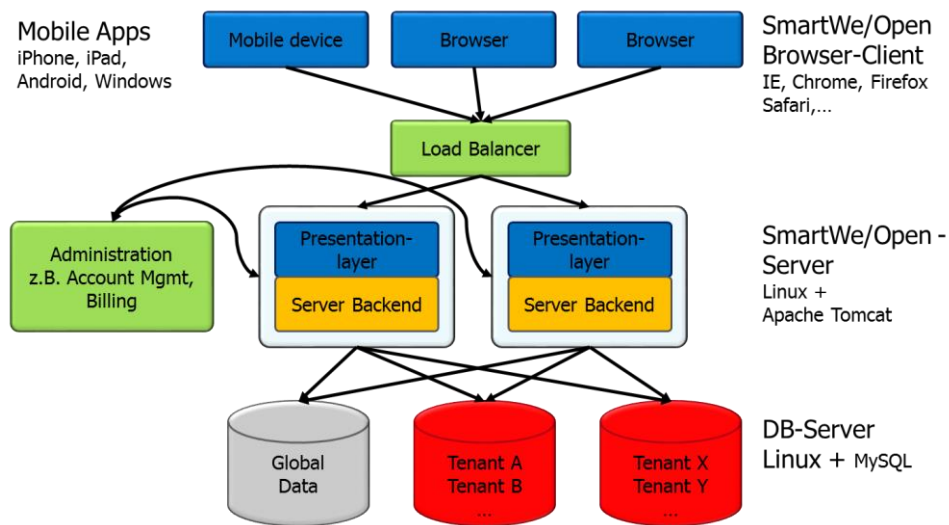 Mobile Apps
iPhone, iPad,
Android, Windows
Mobile device
Browser
Browser
SmartWe/Open
Browser-Client
IE, Chrome, Firefox
Safari,...
Load Balancer
Administration
z.B. Account Mgmt,
Billing
Presentation-
layer
Server Backend
Presentation-
layer
Server Backend
SmartWe/Open -
Server
Linux +
Apache Tomcat
Global
Data
Tenant A
Tenant B
...
Tenant X
Tenant Y
...
DB-Server
Linux + MySQL